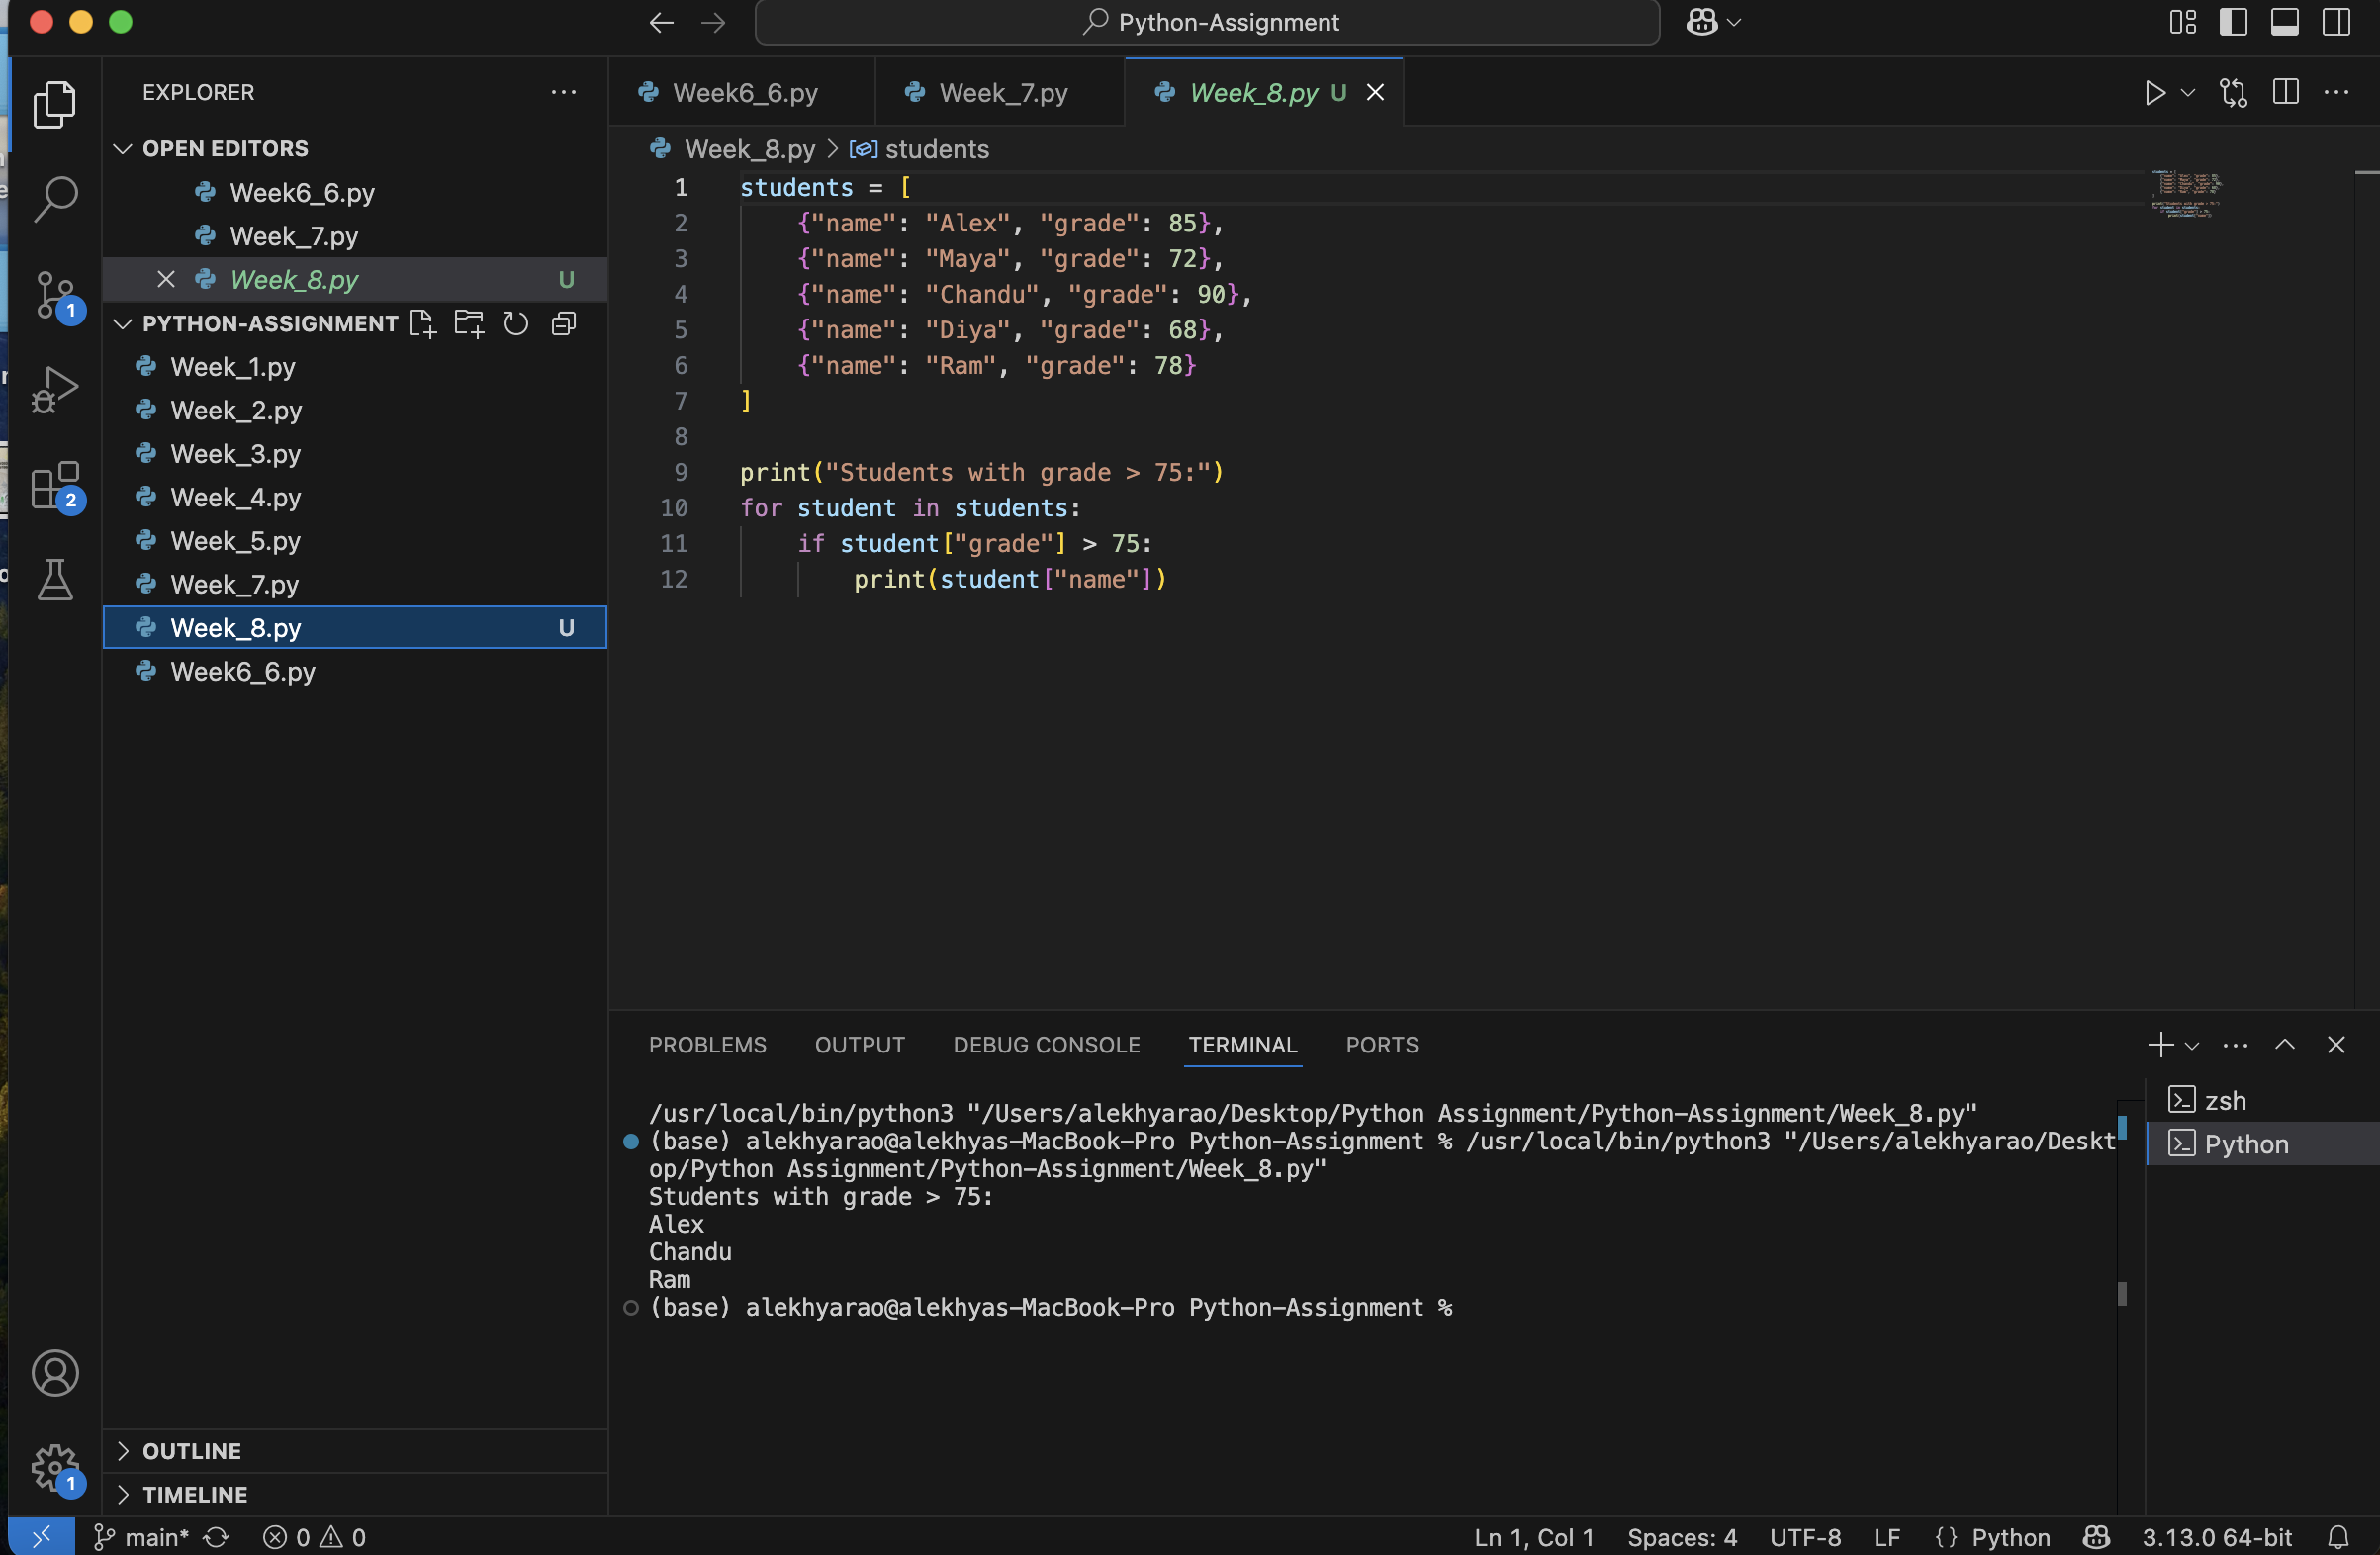 Python-Assignment
EXPLORER
OPEN EDITORS
Week6_6.py
Week_7.py
Week_8.py U
PYTHON-ASSIGNMENT
Week_1.py
Week_2.py
Week_3.py
Week_4.py
Week_5.py
Week_7.py
Week_8.py U
Week6_6.py
OUTLINE
TIMELINE
1
2
1
Week6_6.py Week_7.py Week_8.py U
Week_8.py > students
1 students = [
2     {"name": "Alex", "grade": 85},
3     {"name": "Maya", "grade": 72},
4     {"name": "Chandu", "grade": 90},
5     {"name": "Diya", "grade": 68},
6     {"name": "Ram", "grade": 78}
7 ]
8
9 print("Students with grade > 75:")
10 for student in students:
11     if student["grade"] > 75:
12         print(student["name"])
PROBLEMS OUTPUT DEBUG CONSOLE TERMINAL PORTS
/usr/local/bin/python3 "/Users/alekhyarao/Desktop/Python Assignment/Python-Assignment/Week_8.py"
(base) alekhyarao@alekhyas-MacBook-Pro Python-Assignment % /usr/local/bin/python3 "/Users/alekhyarao/Deskt
op/Python Assignment/Python-Assignment/Week_8.py"
Students with grade > 75:
Alex
Chandu
Ram
(base) alekhyarao@alekhyas-MacBook-Pro Python-Assignment %
zsh
Python
main* 0 0 Ln 1, Col 1 Spaces: 4 UTF-8 LF {} Python 3.13.0 64-bit